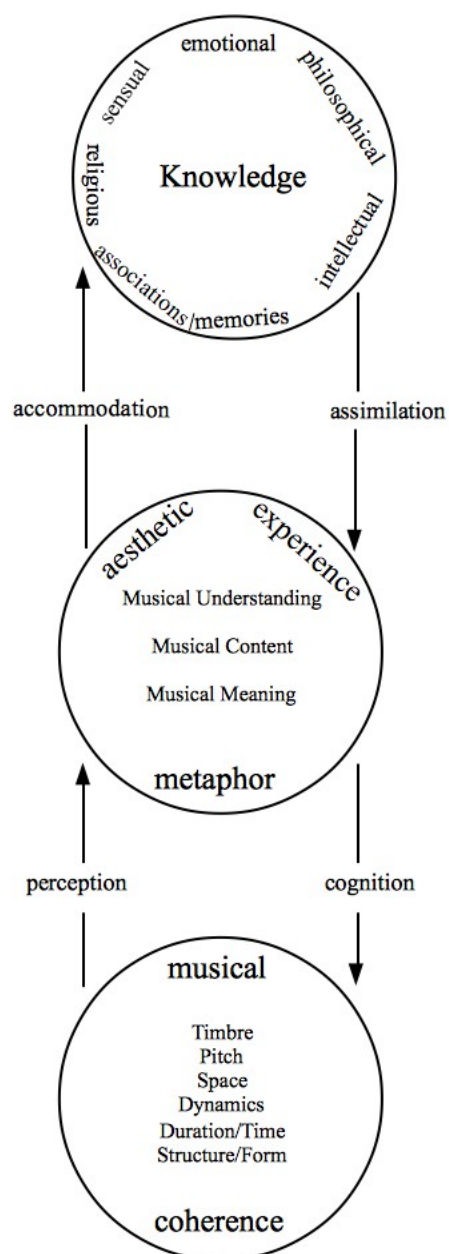 emotional
sensual
philosophical
religious
Knowledge
intellectual
associations/memories
accommodation
assimilation
aesthetic experience
Musical Understanding
Musical Content
Musical Meaning
metaphor
perception
cognition
musical
Timbre
Pitch
Space
Dynamics
Duration/Time
Structure/Form
coherence